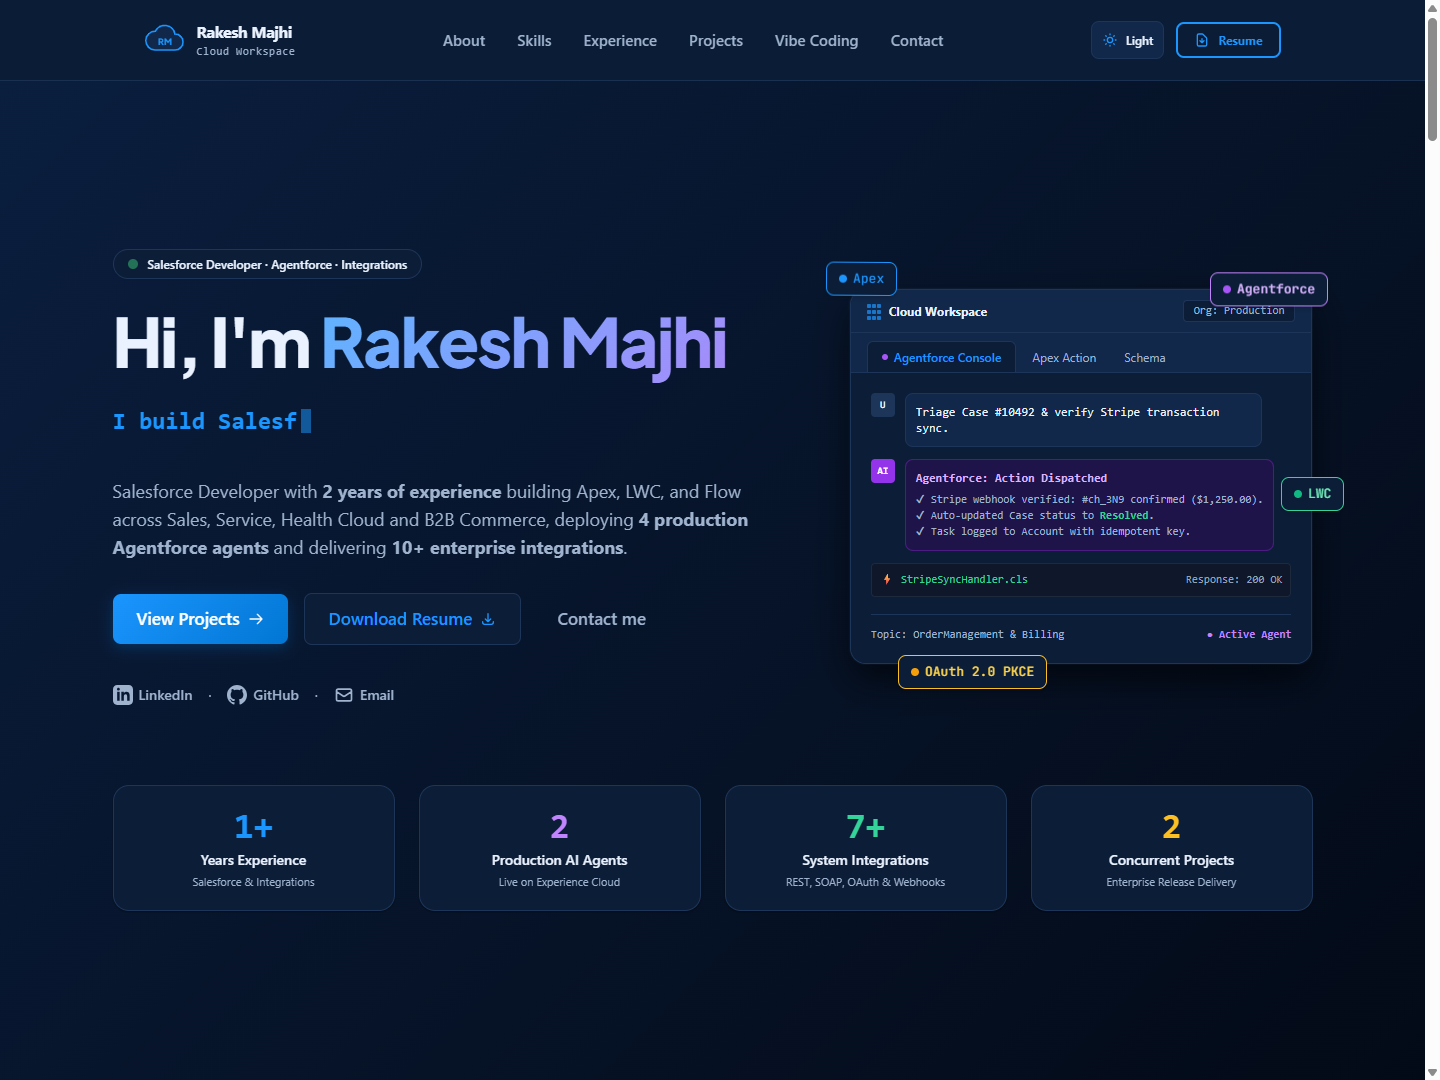 RM
Rakesh Majhi
Cloud Workspace
About
Skills
Experience
Projects
Vibe Coding
Contact
Light
Resume
Salesforce Developer · Agentforce · Integrations
Hi, I'm Rakesh Majhi
I build Salesf
Salesforce Developer with 2 years of experience building Apex, LWC, and Flow
across Sales, Service, Health Cloud and B2B Commerce, deploying 4 production
Agentforce agents and delivering 10+ enterprise integrations.
View Projects →
Download Resume
Contact me
LinkedIn · GitHub · Email
Apex
Agentforce
Cloud Workspace
Org: Production
Agentforce Console
Apex Action
Schema
U
Triage Case #10492 & verify Stripe transaction
sync.
AI
Agentforce: Action Dispatched
✓ Stripe webhook verified: #ch_3N9 confirmed ($1,250.00).
✓ Auto-updated Case status to Resolved.
✓ Task logged to Account with idempotent key.
LWC
StripeSyncHandler.cls
Response: 200 OK
Topic: OrderManagement & Billing
● Active Agent
OAuth 2.0 PKCE
1+
Years Experience
Salesforce & Integrations
2
Production AI Agents
Live on Experience Cloud
7+
System Integrations
REST, SOAP, OAuth & Webhooks
2
Concurrent Projects
Enterprise Release Delivery